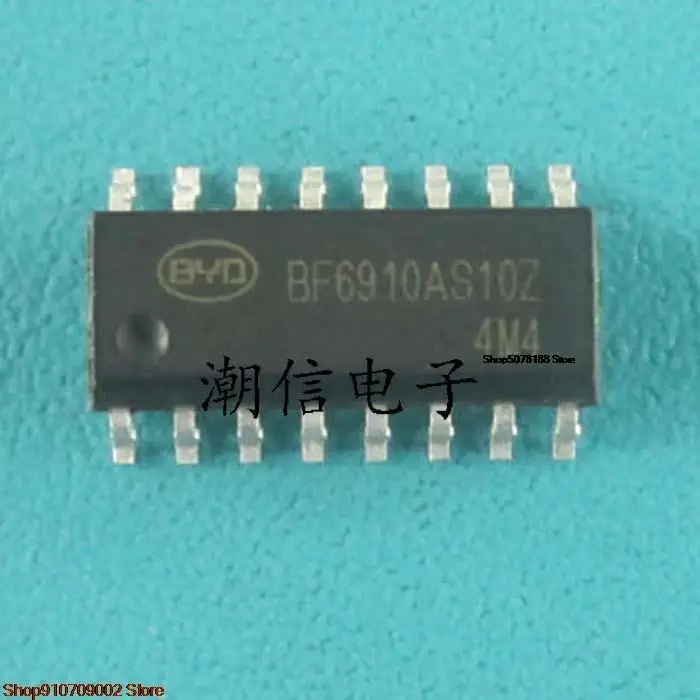 BYD BF6910AS10Z
4M4
Shop5078188 Store
潮信电子
Shop910709002 Store